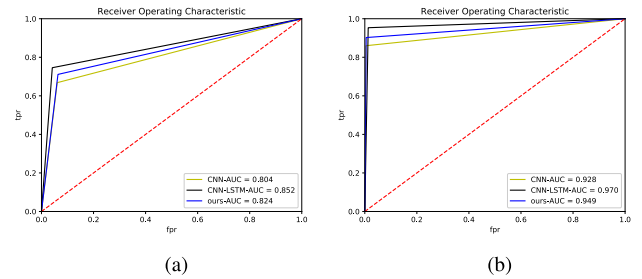 Receiver Operating Characteristic
1.0
0.8
0.6
0.4
0.2
0.0
tpr
0.0 0.2 0.4 0.6 0.8 1.0
fpr
CNN-AUC = 0.804
CNN-LSTM-AUC = 0.852
ours-AUC = 0.824
(a)
Receiver Operating Characteristic
1.0
0.8
0.6
0.4
0.2
0.0
tpr
0.0 0.2 0.4 0.6 0.8 1.0
fpr
CNN-AUC = 0.928
CNN-LSTM-AUC = 0.970
ours-AUC = 0.949
(b)